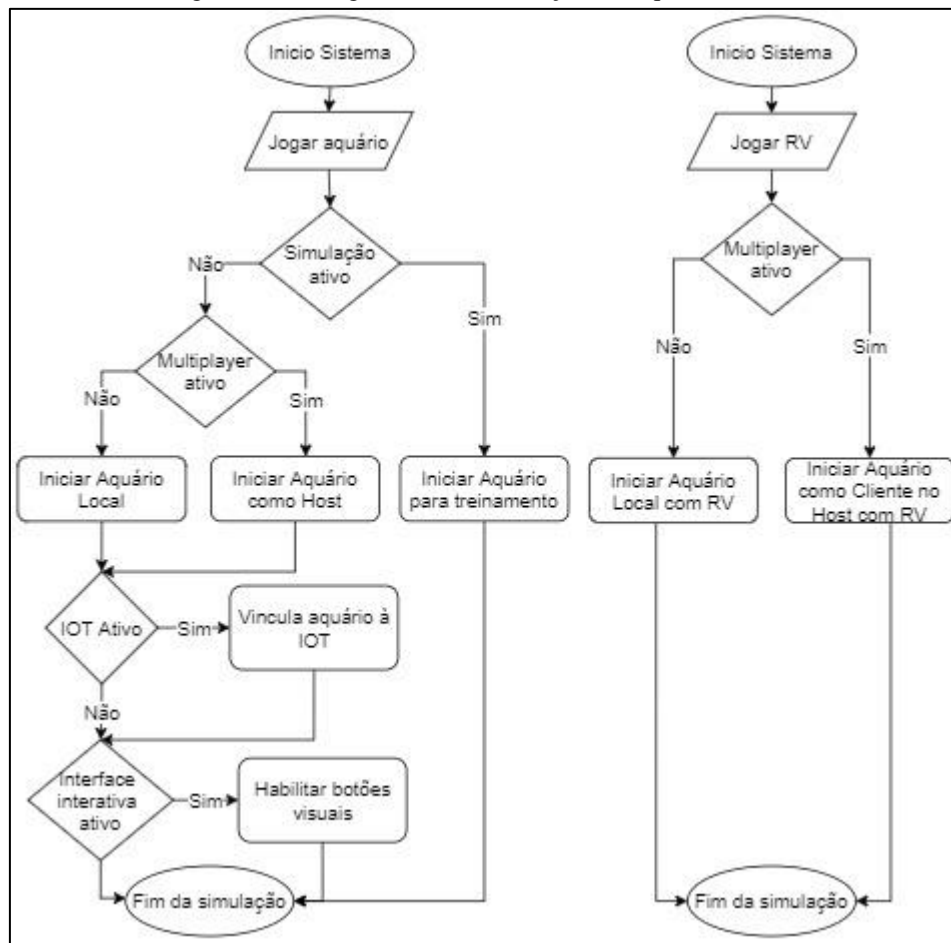 Inicio Sistema
Jogar aquário
Simulação
ativo
Não
Sim
Multiplayer
ativo
Não
Sim
Iniciar Aquário
Local
Iniciar Aquário
como Host
Iniciar Aquário
para treinamento
IOT Ativo
Sim
Vincula aquário à
IOT
Não
Interface
interativa
ativo
Sim
Habilitar botões
visuais
Fim da simulação
Inicio Sistema
Jogar RV
Multiplayer
ativo
Não
Sim
Iniciar Aquário
Local com RV
Iniciar Aquário
como Cliente no
Host com RV
Fim da simulação